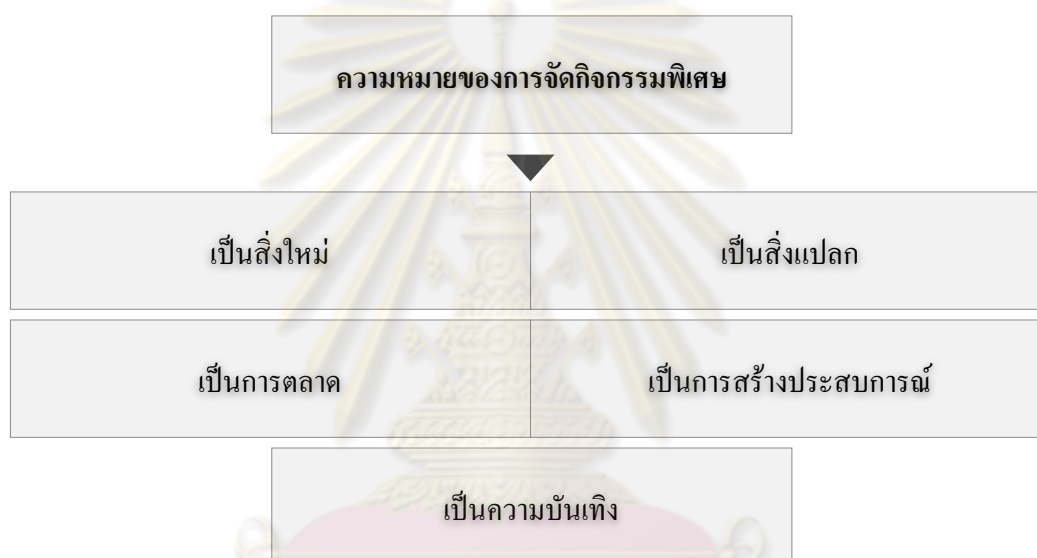 ความหมายของการจัดกิจกรรมพิเศษ
เป็นสิ่งใหม่
เป็นสิ่งแปลก
เป็นการตลาด
เป็นการสร้างประสบการณ์
เป็นความบันเทิง